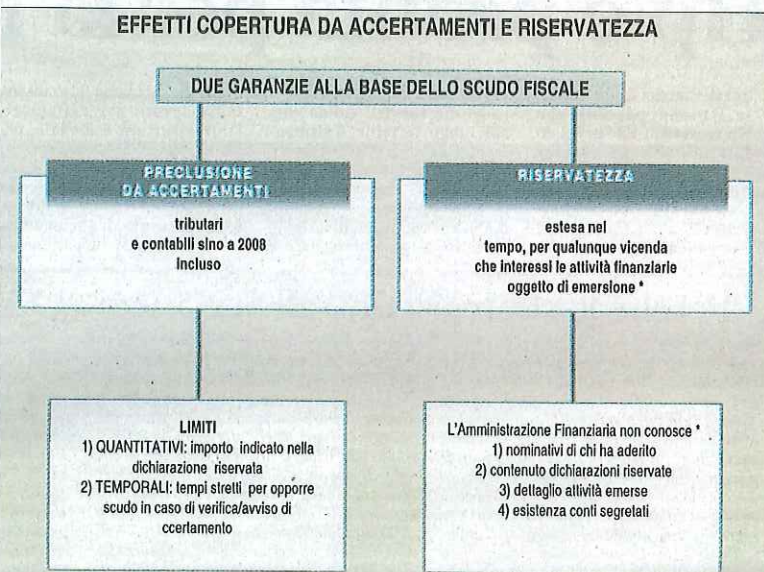 EFFETTI COPERTURA DA ACCERTAMENTI E RISERVATEZZA
DUE GARANZIE ALLA BASE DELLO SCUDO FISCALE
PRECLUSIONE
DA ACCERTAMENTI
tributari
e contabili sino a 2008
incluso
RISERVATEZZA
estesa nel
tempo, per qualunque vicenda
che interessi le attività finanziarie
oggetto di emersione *
LIMITI
1) QUANTITATIVI: importo indicato nella
dichiarazione riservata
2) TEMPORALI: tempi stretti per opporre
scudo in caso di verifica/avviso di
ccertamento
L'Amministrazione Finanziaria non conosce *
1) nominativi di chi ha aderito
2) contenuto dichiarazioni riservate
3) dettaglio attività emerse
4) esistenza conti segretati